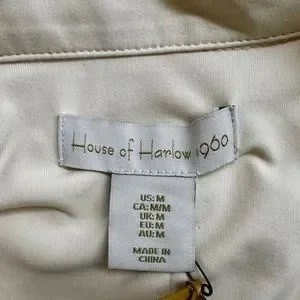 House of Harlow 1960
US:M
CA:M/M
UK:M
EU:M
AU:M
MADE IN
CHINA